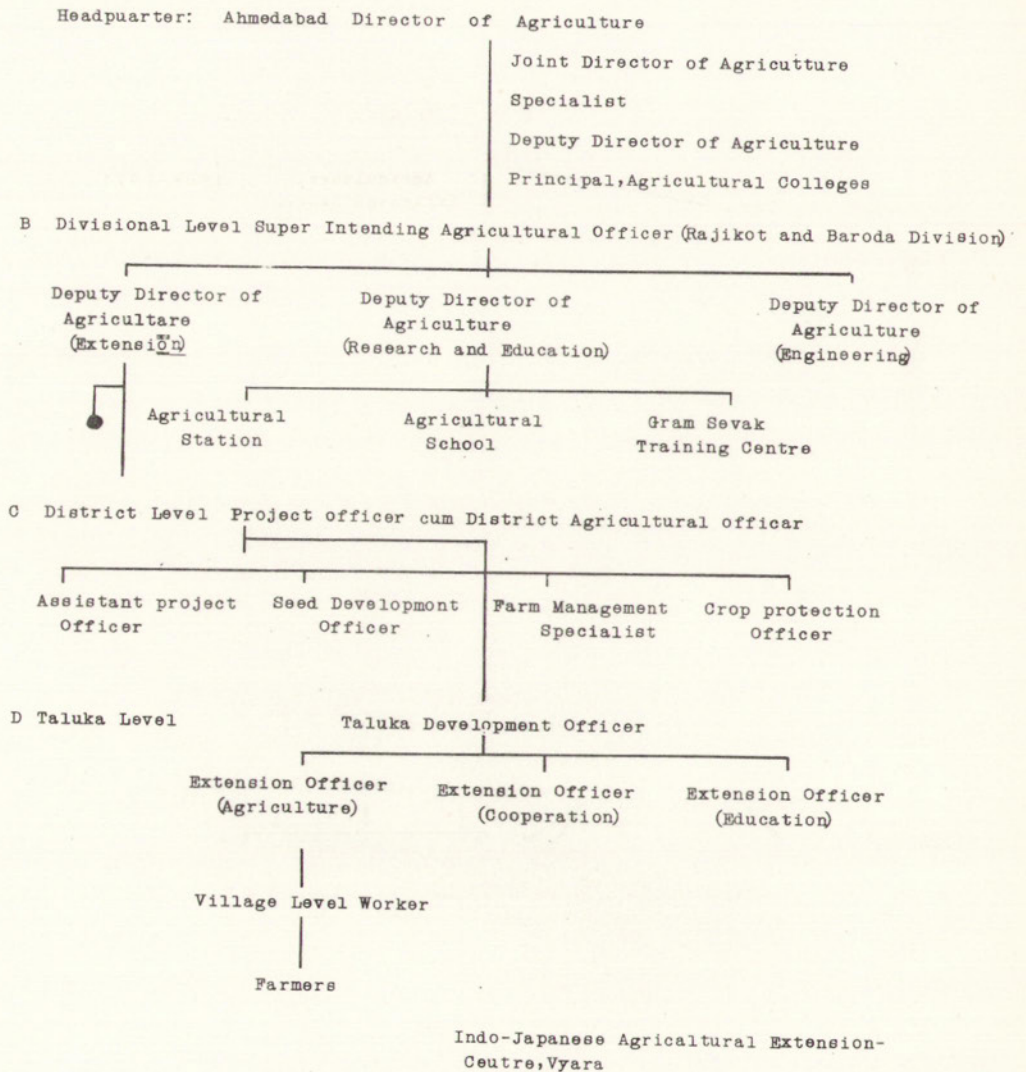 Headpuarter: Ahmedabad Director of Agriculture
Joint Director of Agricutture
Specialist
Deputy Director of Agriculture
Principal,Agricultural Colleges
B Divisional Level Super Intending Agricultural Officer (Rajikot and Baroda Division)
Deputy Director of
Agricultare
(Extension)
Deputy Director of
Agriculture
(Research and Education)
Deputy Director of
Agriculture
(Engineering)
Agricultural
Station
Agricultural
School
Gram Sevak
Training Centre
C District Level Project officer cum District Agricultural officar
Assistant project
Officer
Seed Development
Officer
Farm Management
Specialist
Crop protection
Officer
D Taluka Level Taluka Development Officer
Extension Officer
(Agriculture)
Extension Officer
(Cooperation)
Extension Officer
(Education)
Village Level Worker
Farmers
Indo-Japanese Agricaltural Extension-
Ceutre,Vyara